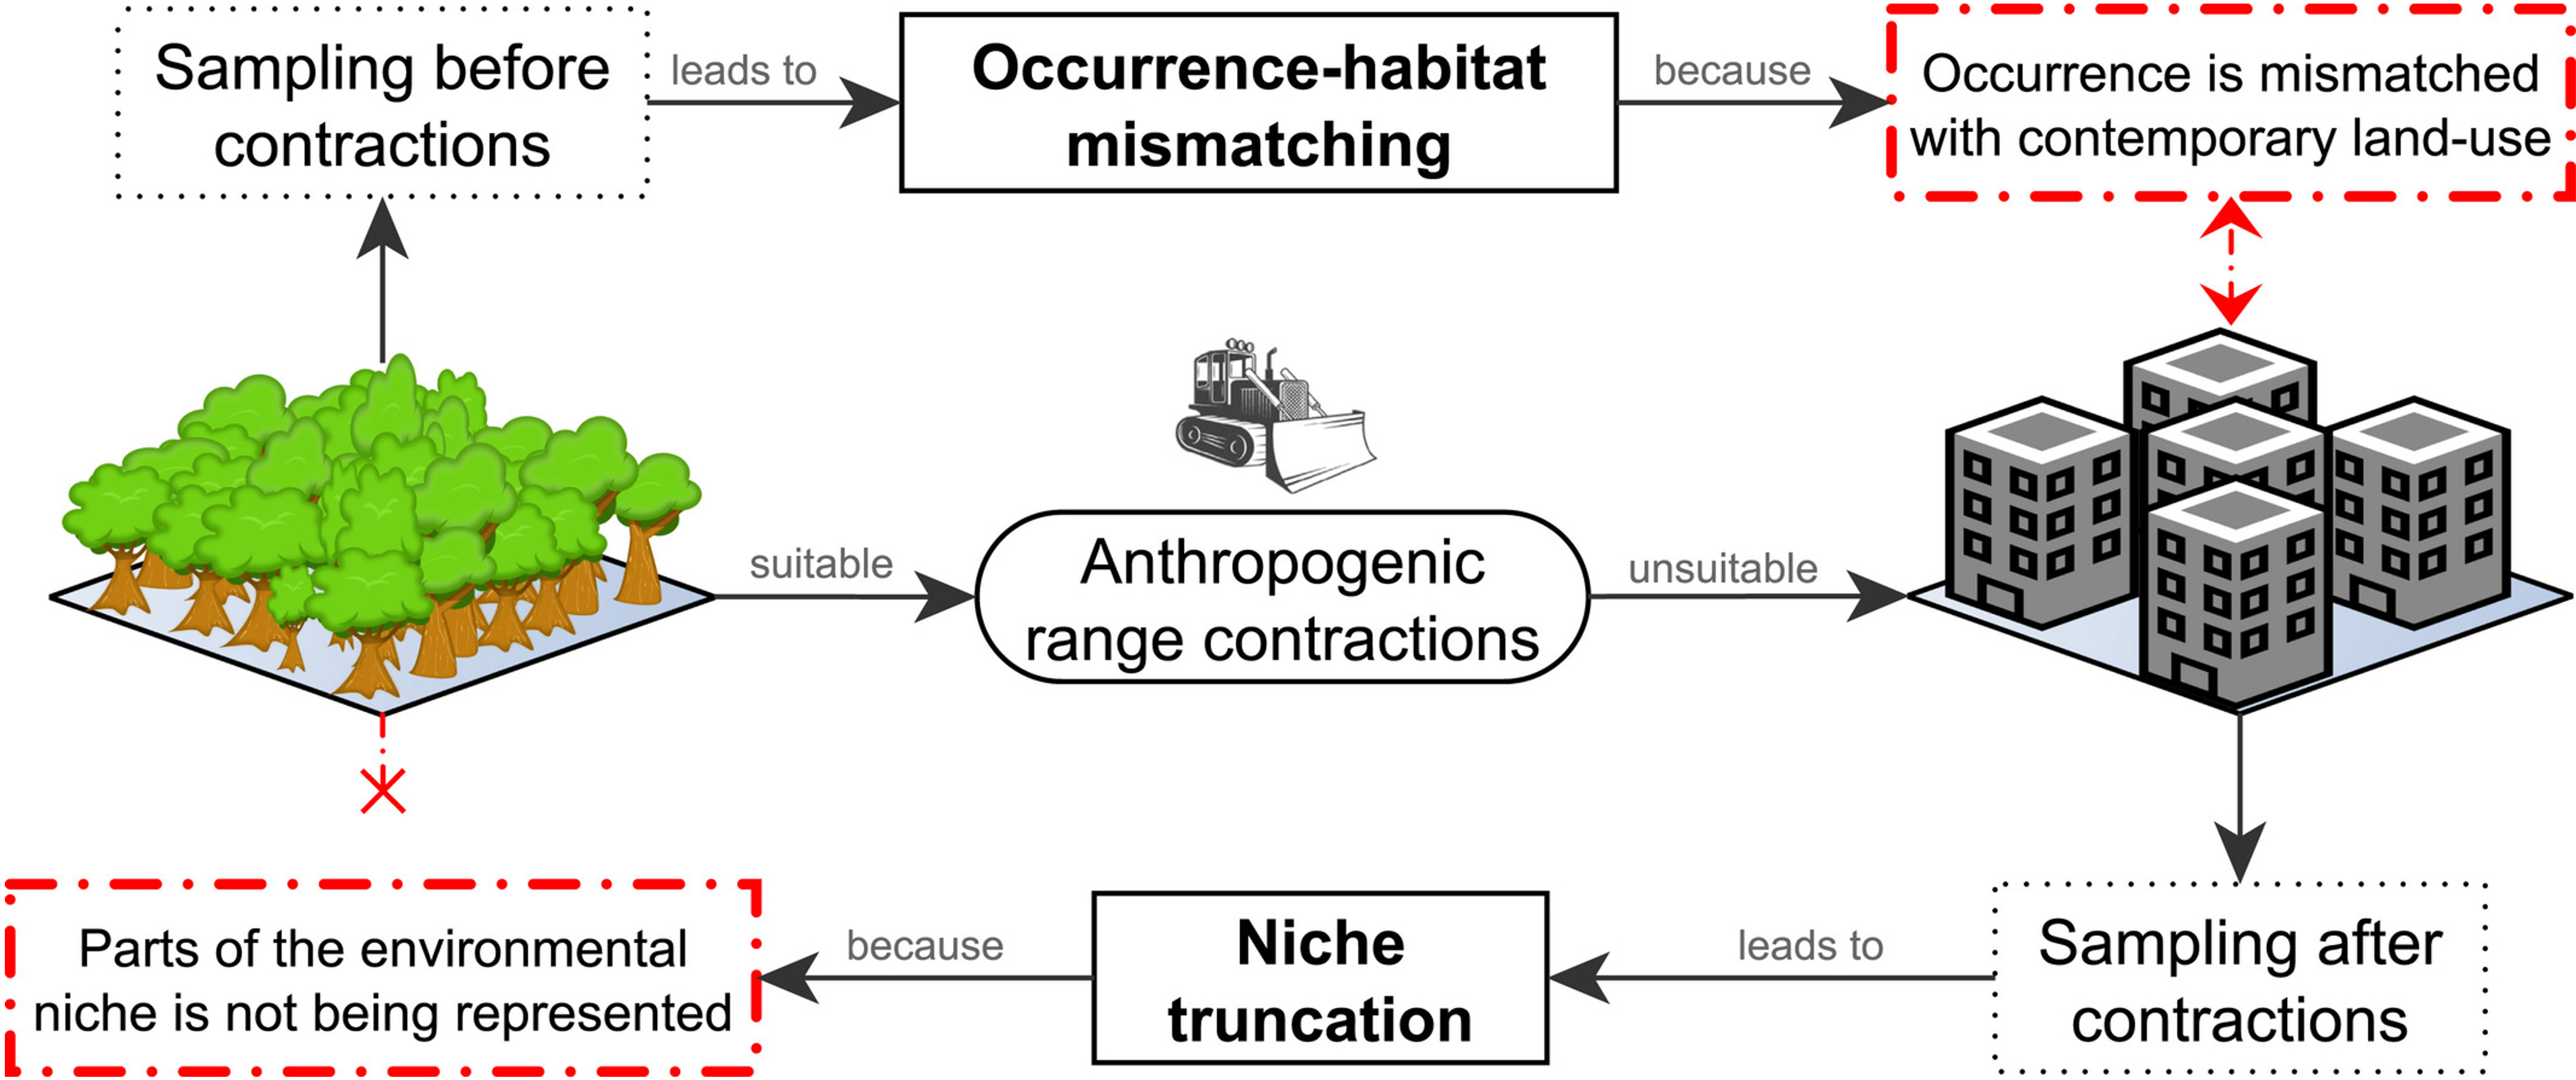 Sampling before
contractions
leads to
Occurrence-habitat
mismatching
because
Occurrence is mismatched
with contemporary land-use
suitable
Anthropogenic
range contractions
unsuitable
Parts of the environmental
niche is not being represented
because
Niche
truncation
leads to
Sampling after
contractions